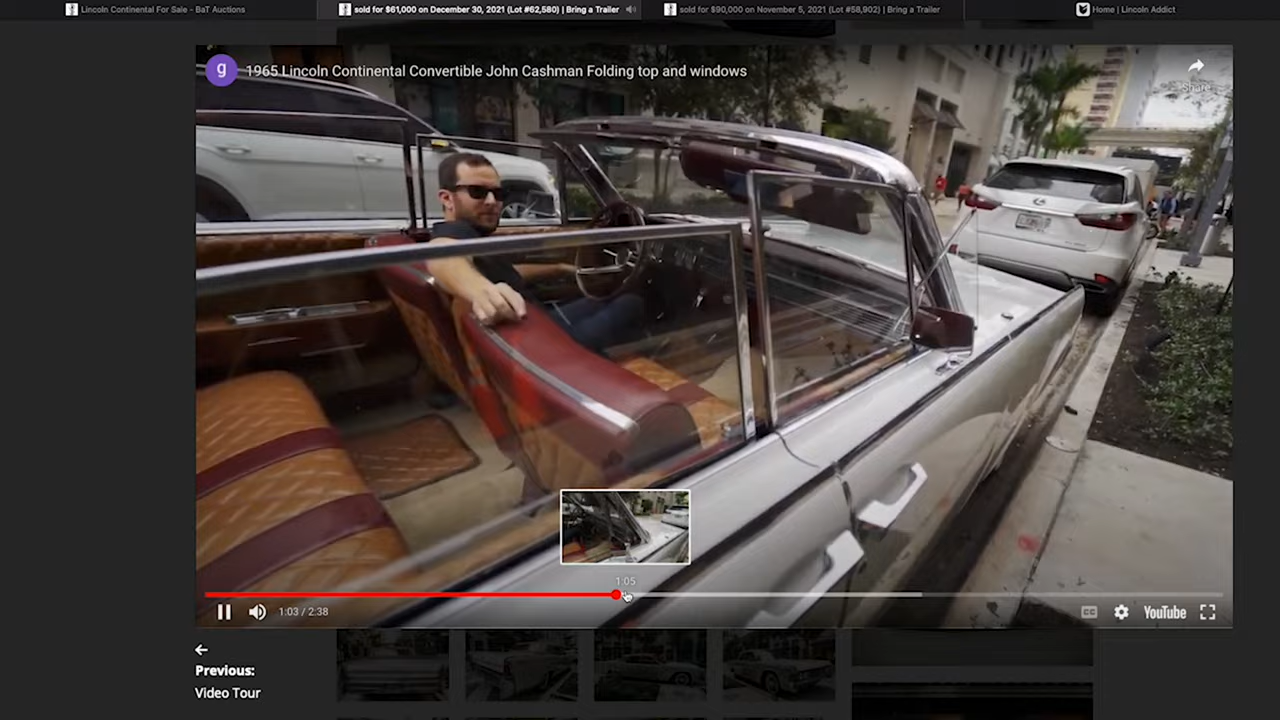 Lincoln Continental For Sale - BaT Auctions
sold for $61,000 on December 30, 2021 (Lot #62,580) | Bring a Trailer
sold for $90,000 on November 5, 2021 (Lot #58,902) | Bring a Trailer
Home | Lincoln Addict
g
1965 Lincoln Continental Convertible John Cashman Folding top and windows
Share
1:05
1:03 / 2:38
CC
YouTube
Previous:
Video Tour